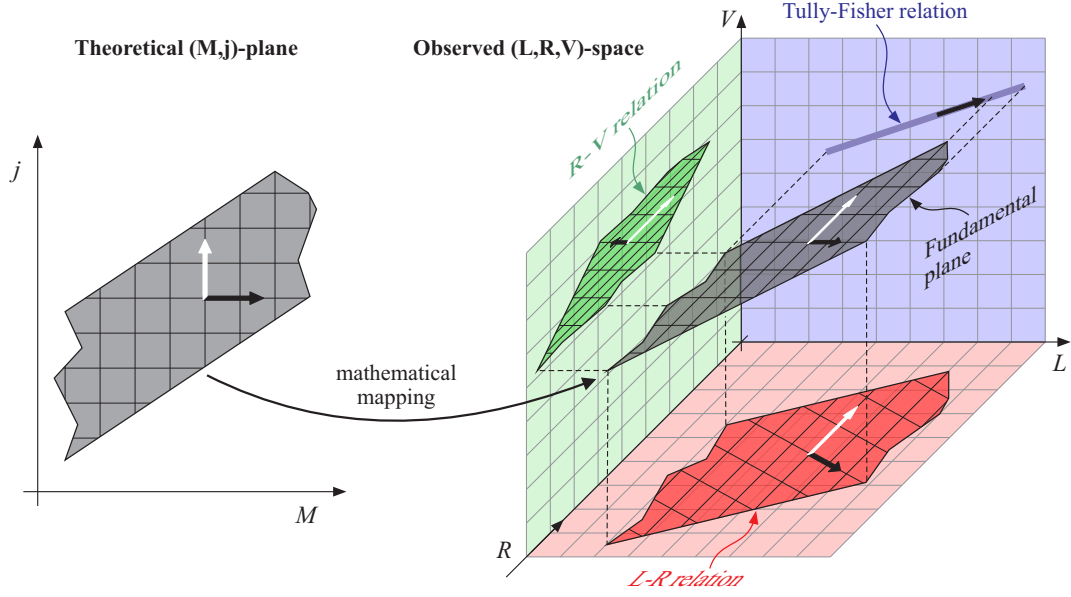 Theoretical (M,j)-plane
Observed (L,R,V)-space
V
Tully-Fisher relation
R-V relation
j
Fundamental
plane
mathematical
mapping
L
M
R
L-R relation